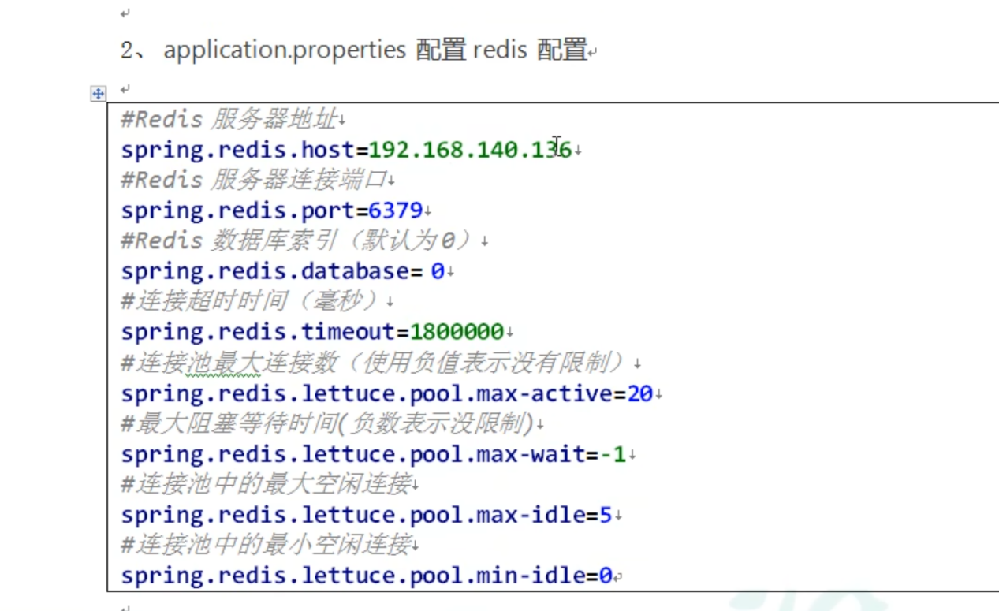 2、 application.properties 配置 redis 配置
#Redis 服务器地址
spring.redis.host=192.168.140.136
#Redis 服务器连接端口
spring.redis.port=6379
#Redis 数据库索引（默认为 0）
spring.redis.database= 0
#连接超时时间（毫秒）
spring.redis.timeout=1800000
#连接池最大连接数（使用负值表示没有限制）
spring.redis.lettuce.pool.max-active=20
#最大阻塞等待时间(负数表示没限制)
spring.redis.lettuce.pool.max-wait=-1
#连接池中的最大空闲连接
spring.redis.lettuce.pool.max-idle=5
#连接池中的最小空闲连接
spring.redis.lettuce.pool.min-idle=0